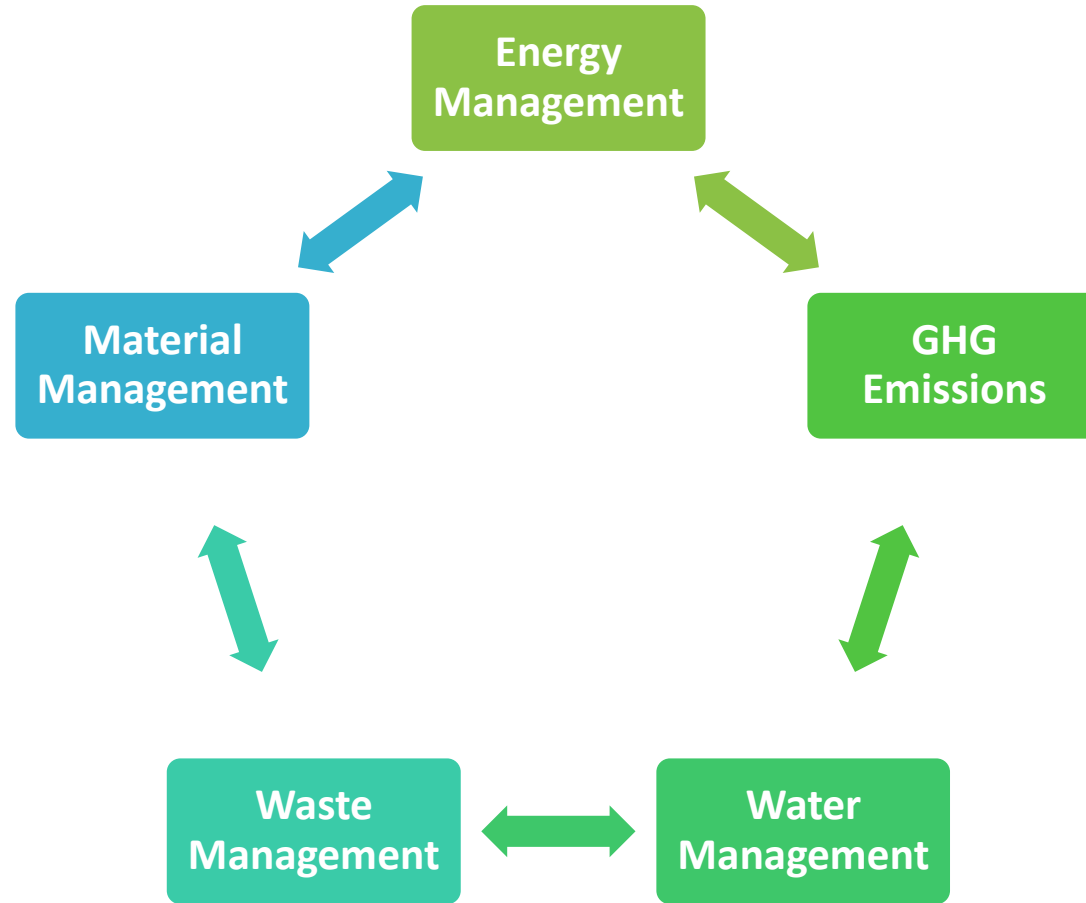 Energy
Management
Material
Management
GHG
Emissions
Waste
Management
Water
Management